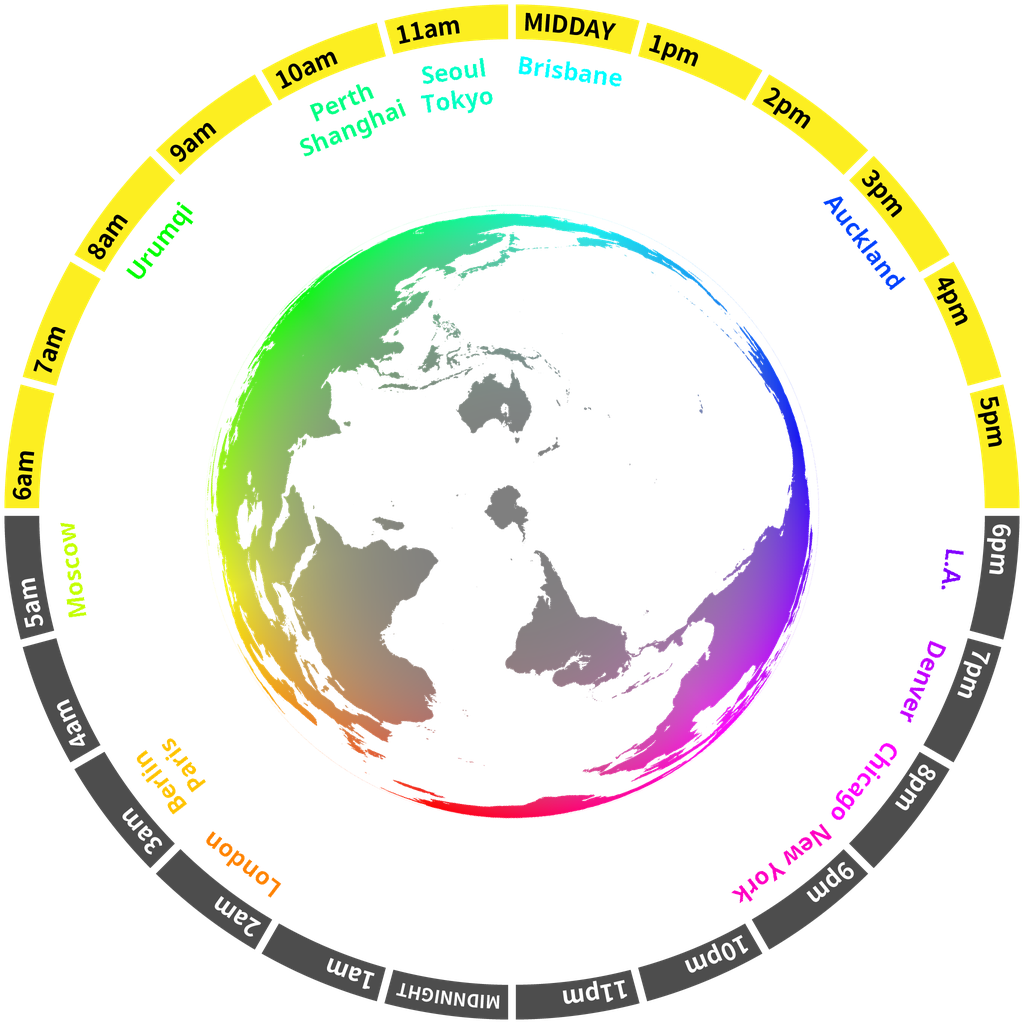 MIDDAY
1pm
2pm
3pm
4pm
5pm
6pm
7pm
8pm
9pm
10pm
11pm
MIDNNIGHT
1am
2am
3am
4am
5am
6am
7am
8am
9am
10am
11am
Brisbane
Auckland
L.A.
Denver
Chicago
New York
London
Berlin
Paris
Moscow
Urumqi
Perth
Shanghai
Seoul
Tokyo